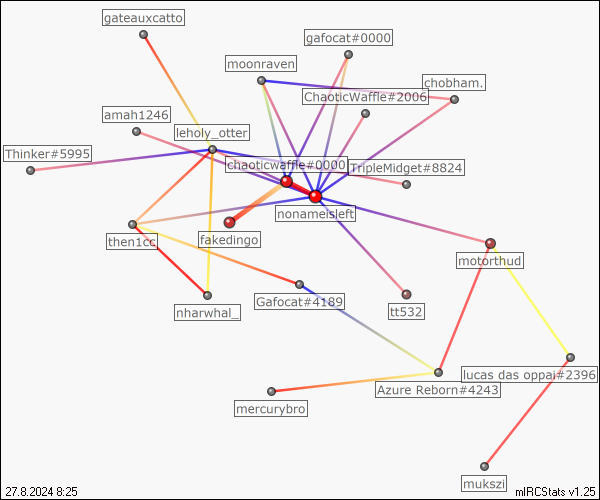 gateauxcatto
gafocat#0000
moonraven
chobham.
ChaoticWaffle#2006
amah1246
leholy_otter
Thinker#5995
chaoticwaffle#0000
TripleMidget#8824
nonameisleft
fakedingo
then1cc
motorthud
Gafocat#4189
tt532
nharwhal_
lucas das oppai#2396
Azure Reborn#4243
mercurybro
mukszi
27.8.2024 8:25
mIRCStats v1.25